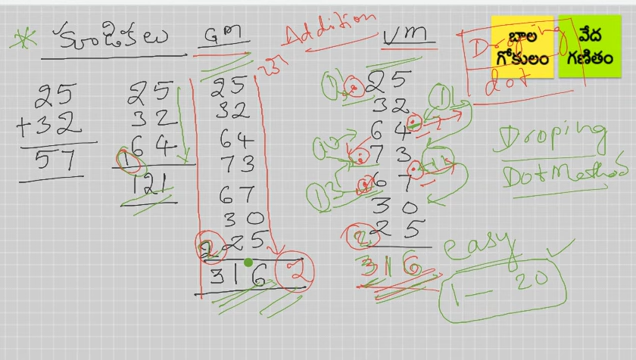 * కూడికలు
25
+32
57
25
32
64
1
121
GM
25
32
64
73
67
30
25
2
316
2
Addition
VM
25
32
64
73
67
30
25
2
316
Droping
dot
బాల
గోకులం
వేద
గణితం
Droping
Dot Method
easy
1 — 20